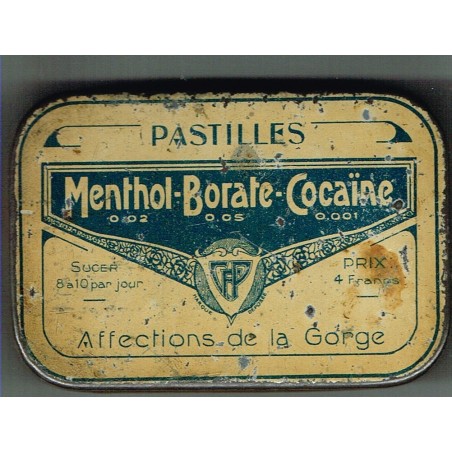 PASTILLES
Menthol-Borate-Cocaïne
0.02 0.05 0.001
SUCER
8 à 10 par jour
PRIX
4 Francs
Affections de la Gorge